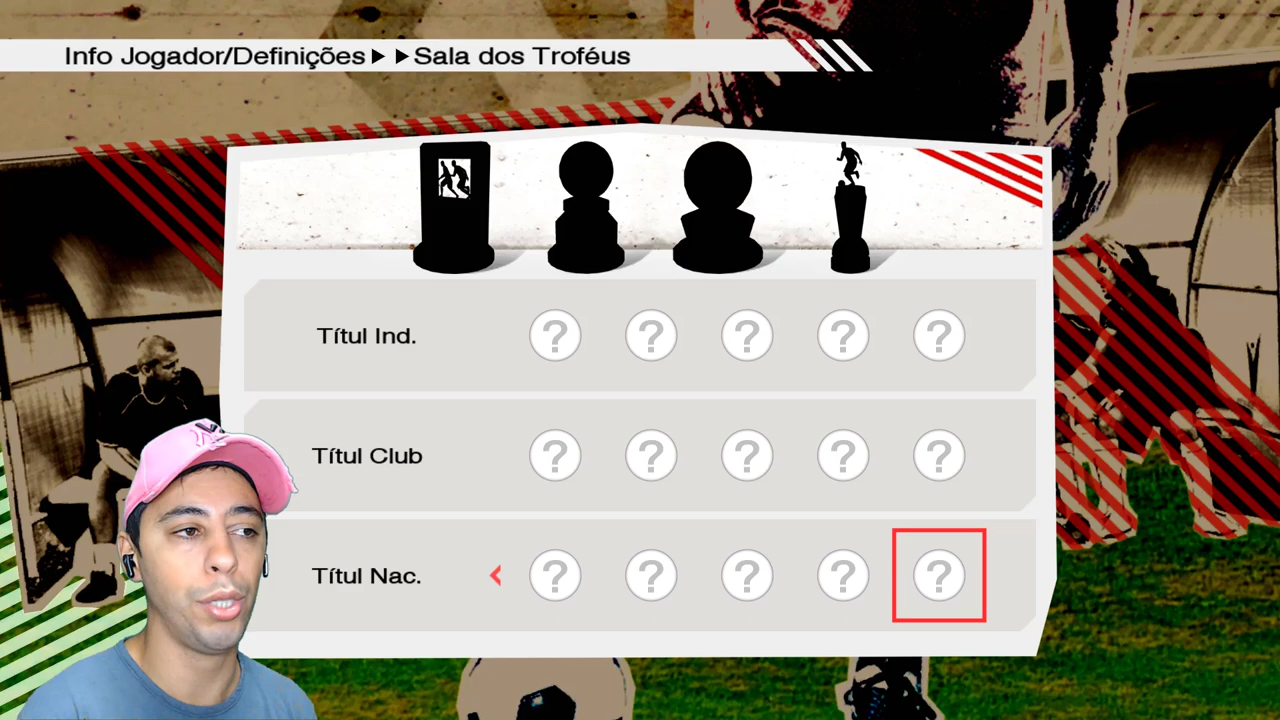 Info Jogador/Definições ▶ ▶ Sala dos Troféus
Títul Ind. ? ? ? ? ?
Títul Club ? ? ? ? ?
Títul Nac. ? ? ? ? ?